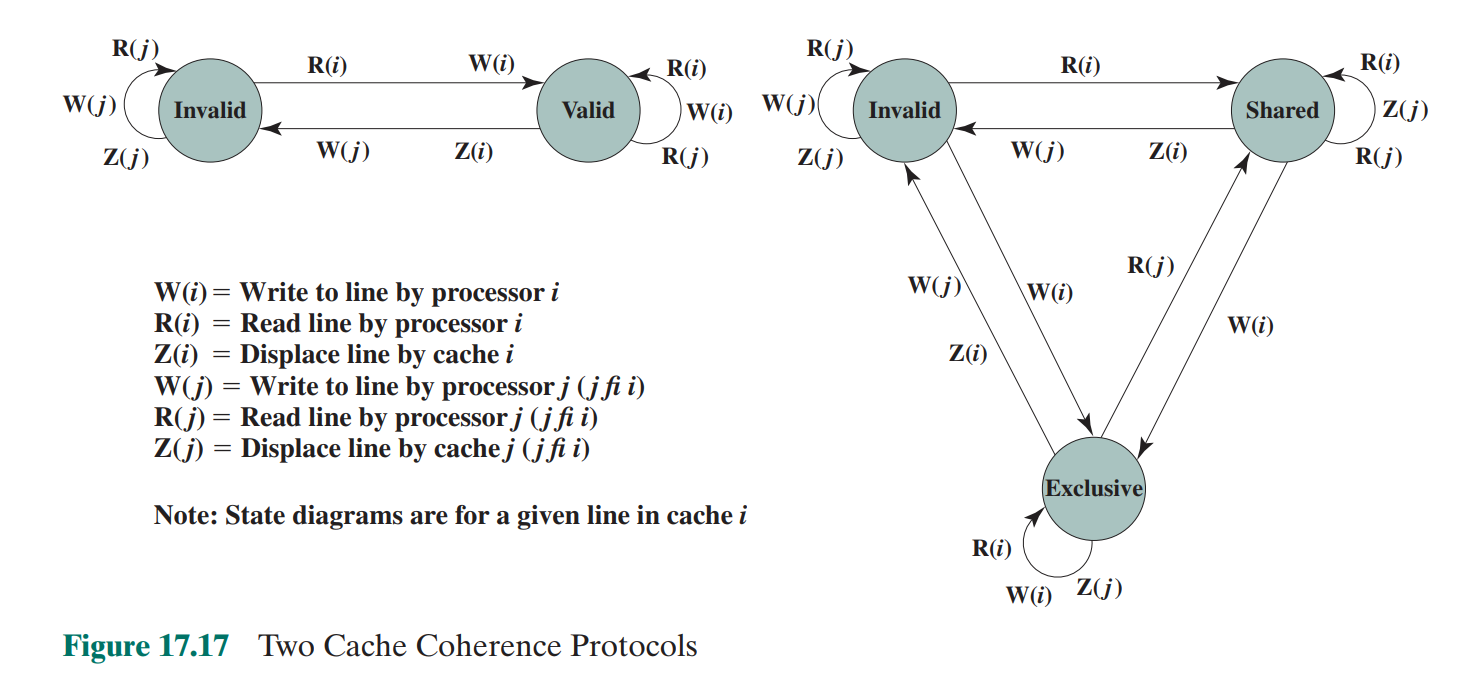 R(j)
R(i)
W(i)
R(i)
W(j)
Invalid
Valid
W(i)
Z(j)
W(j)
Z(i)
R(j)
R(j)
R(i)
R(i)
W(j)
Invalid
Shared
Z(j)
Z(j)
W(j)
Z(i)
R(j)
W(j)
W(i)
R(j)
Z(i)
W(i)
Exclusive
R(i)
W(i)
Z(j)
W(i) = Write to line by processor i
R(i) = Read line by processor i
Z(i) = Displace line by cache i
W(j) = Write to line by processor j (j fi i)
R(j) = Read line by processor j (j fi i)
Z(j) = Displace line by cache j (j fi i)
Note: State diagrams are for a given line in cache i
Figure 17.17 Two Cache Coherence Protocols